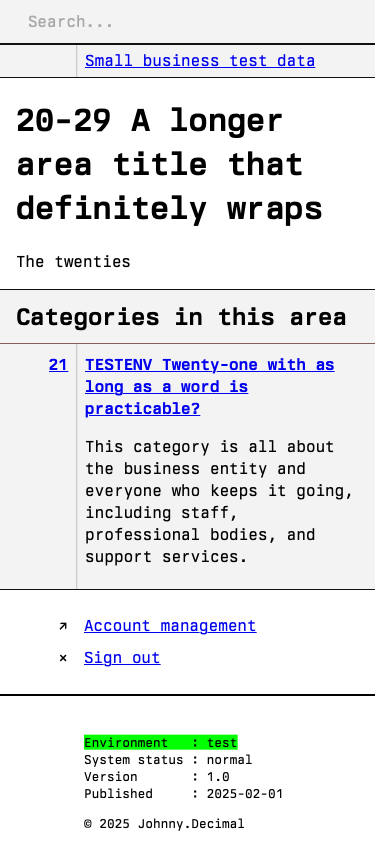 Search...
Small business test data
20-29 A longer
area title that
definitely wraps
The twenties
Categories in this area
21 TESTENV Twenty-one with as
long as a word is
practicable?
This category is all about
the business entity and
everyone who keeps it going,
including staff,
professional bodies, and
support services.
↗ Account management
× Sign out
Environment : test
System status : normal
Version : 1.0
Published : 2025-02-01
© 2025 Johnny.Decimal